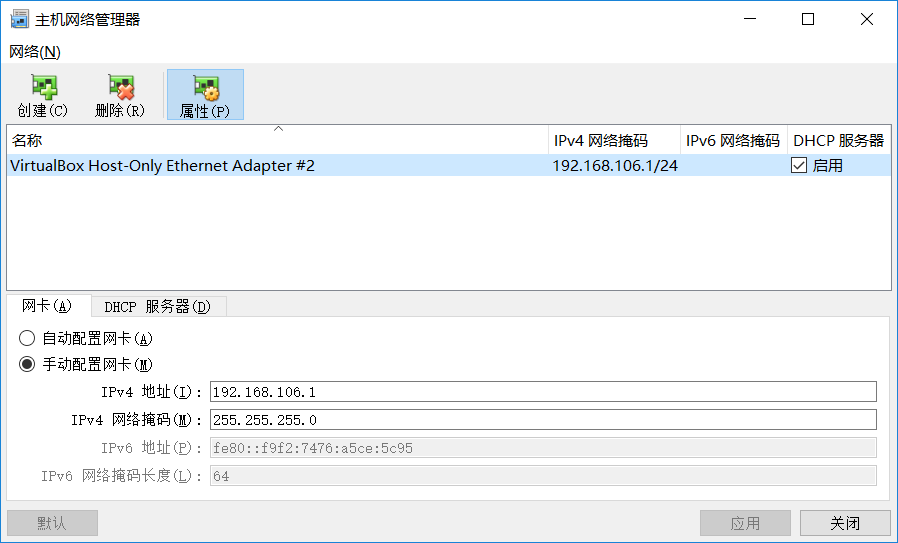 主机网络管理器
网络(N)
创建(C) 删除(R) 属性(P)
名称 IPv4 网络掩码 IPv6 网络掩码 DHCP 服务器
VirtualBox Host-Only Ethernet Adapter #2 192.168.106.1/24 启用
网卡(A) DHCP 服务器(D)
自动配置网卡(A)
手动配置网卡(M)
IPv4 地址(I): 192.168.106.1
IPv4 网络掩码(M): 255.255.255.0
IPv6 地址(P): fe80::f9f2:7476:a5ce:5c95
IPv6 网络掩码长度(L): 64
默认 应用 关闭